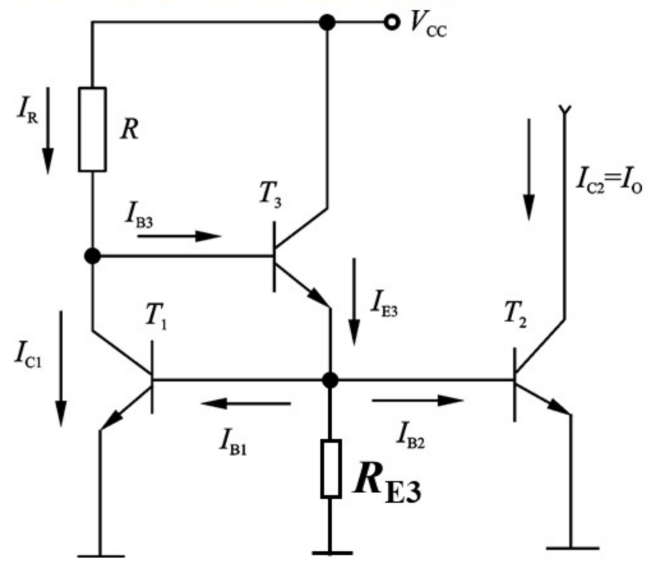 V_CC
I_R
R
T_3
I_C2=I_O
I_B3
I_E3
T_1
T_2
I_C1
I_B1
I_B2
R_E3